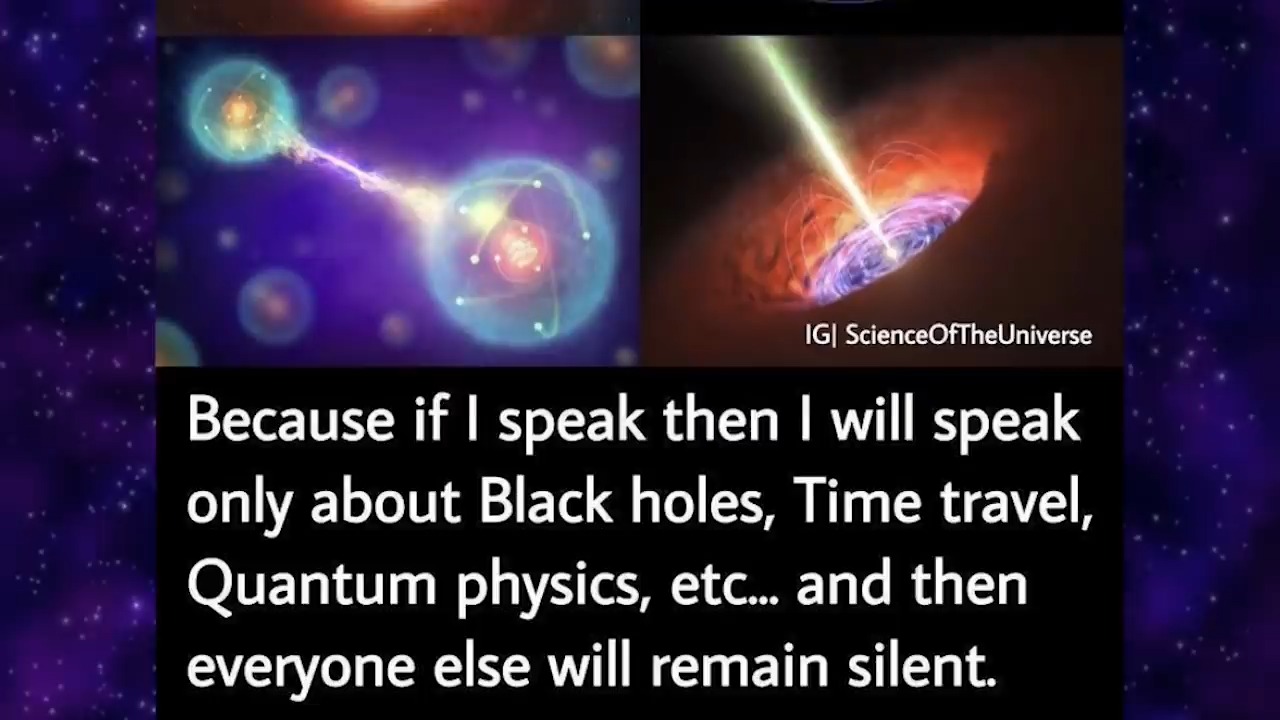 IG| ScienceOfTheUniverse
Because if I speak then I will speak
only about Black holes, Time travel,
Quantum physics, etc... and then
everyone else will remain silent.